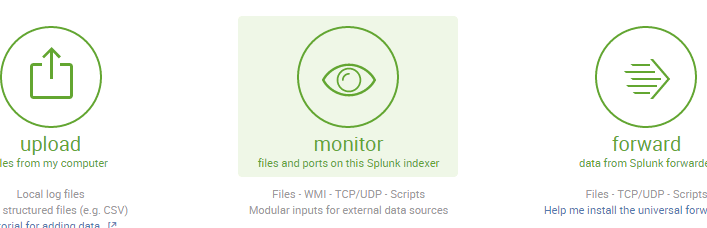 upload
monitor
forward
les from my computer
files and ports on this Splunk indexer
data from Splunk forwarde
Local log files
Files - WMI - TCP/UDP - Scripts
Files - TCP/UDP - Scripts
structured files (e.g. CSV)
Modular inputs for external data sources
Help me install the universal forw
orial for adding data